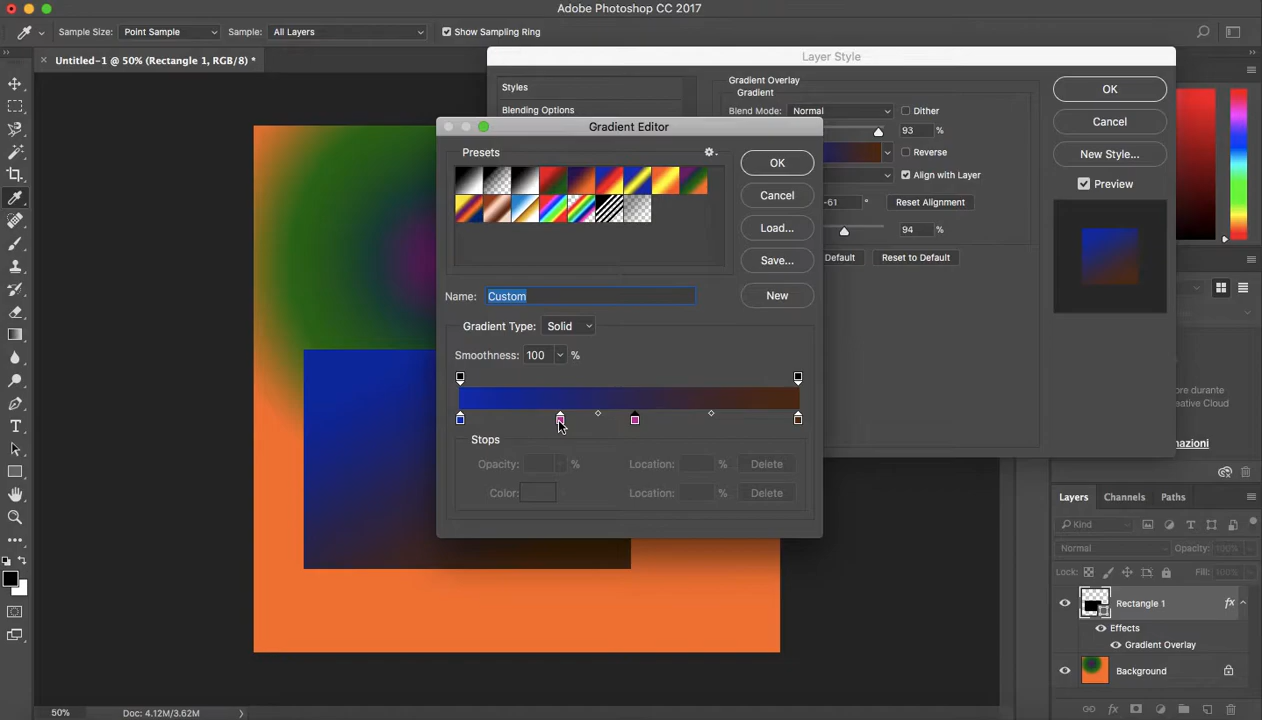 Adobe Photoshop CC 2017
Sample Size: Point Sample Sample: All Layers Show Sampling Ring
Untitled-1 @ 50% (Rectangle 1, RGB/8) *
Layer Style
Styles
Blending Options
Gradient Overlay
Gradient
Blend Mode: Normal Dither
93 %
Reverse
Align with Layer
-61 ° Reset Alignment
94 %
Default Reset to Default
OK
Cancel
New Style...
Preview
Gradient Editor
Presets
OK
Cancel
Load...
Save...
Name: Custom New
Gradient Type: Solid
Smoothness: 100 %
Stops
Opacity: % Location: % Delete
Color: Location: % Delete
durante
Creative Cloud
Layers Channels Paths
Kind
Normal Opacity: 100%
Lock: Fill: 100%
Rectangle 1 fx
Effects
Gradient Overlay
Background
fx
50% Doc: 4.12M/3.62M